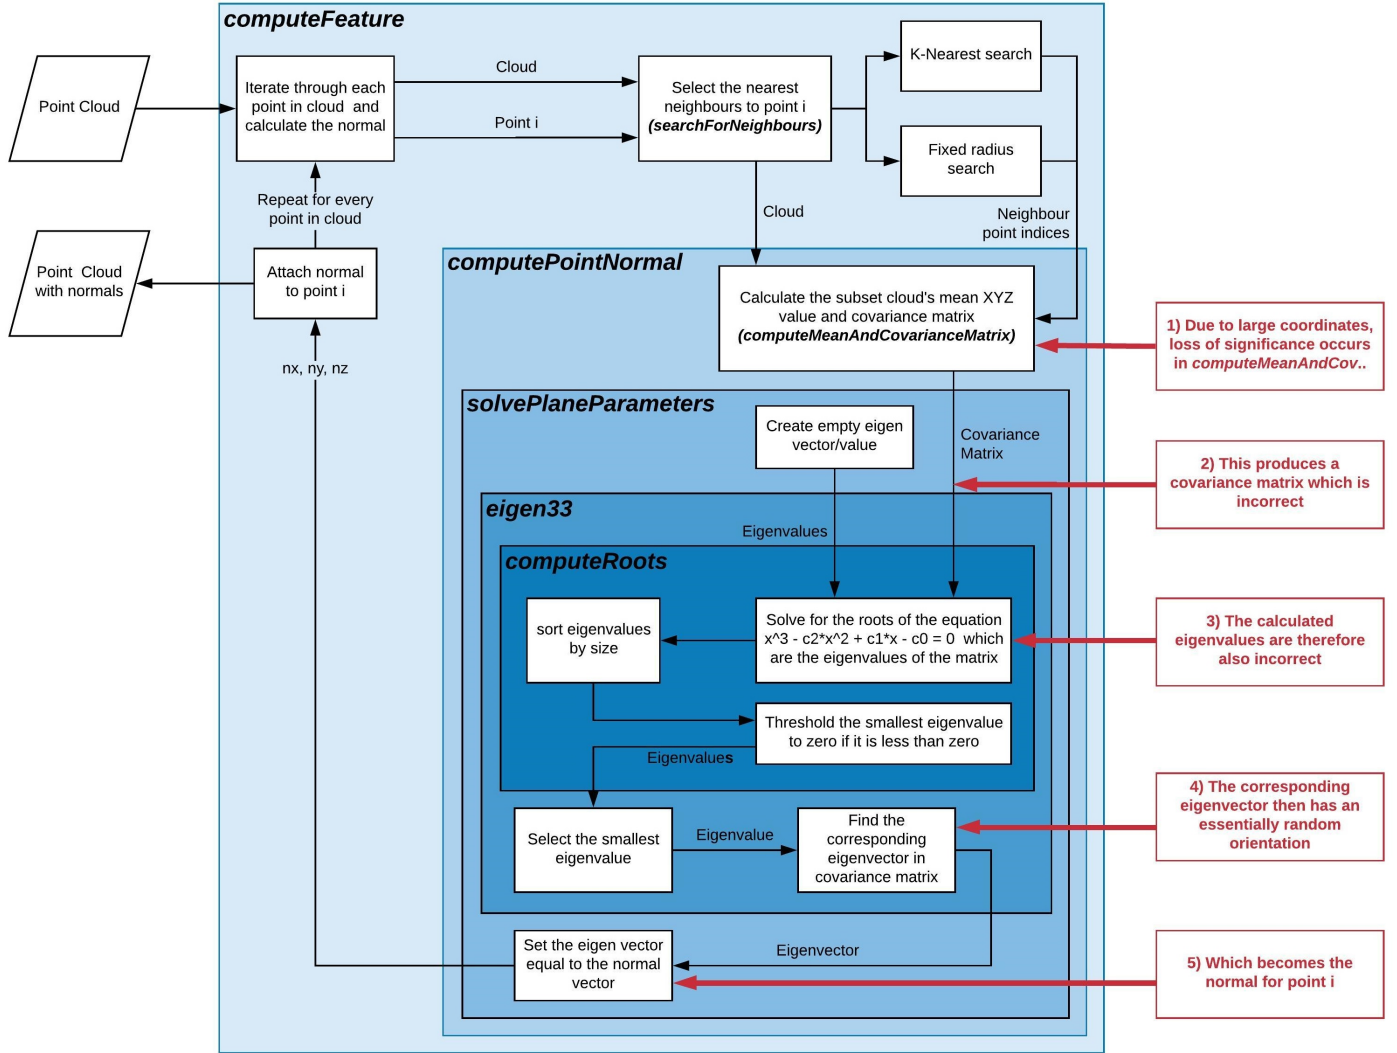 computeFeature
Point Cloud
Iterate through each
point in cloud and
calculate the normal
Cloud
Point i
Select the nearest
neighbours to point i
(searchForNeighbours)
K-Nearest search
Fixed radius
search
Repeat for every
point in cloud
Cloud
Neighbour
point indices
Point Cloud
with normals
Attach normal
to point i
nx, ny, nz
computePointNormal
Calculate the subset cloud's mean XYZ
value and covariance matrix
(computeMeanAndCovarianceMatrix)
1) Due to large coordinates,
loss of significance occurs
in computeMeanAndCov..
solvePlaneParameters
Create empty eigen
vector/value
Covariance
Matrix
2) This produces a
covariance matrix which is
incorrect
eigen33
Eigenvalues
computeRoots
sort eigenvalues
by size
Solve for the roots of the equation
x^3 - c2*x^2 + c1*x - c0 = 0 which
are the eigenvalues of the matrix
3) The calculated
eigenvalues are therefore
also incorrect
Threshold the smallest eigenvalue
to zero if it is less than zero
Eigenvalues
Select the smallest
eigenvalue
Eigenvalue
Find the
corresponding
eigenvector in
covariance matrix
4) The corresponding
eigenvector then has an
essentially random
orientation
Set the eigen vector
equal to the normal
vector
Eigenvector
5) Which becomes the
normal for point i